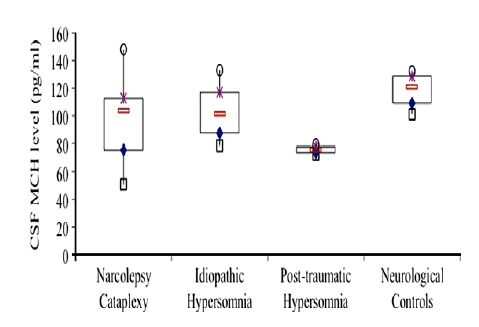 CSF MCH level (pg/ml)
160
140
120
100
80
60
40
20
0
Narcolepsy Cataplexy
Idiopathic Hypersomnia
Post-traumatic Hypersomnia
Neurological Controls